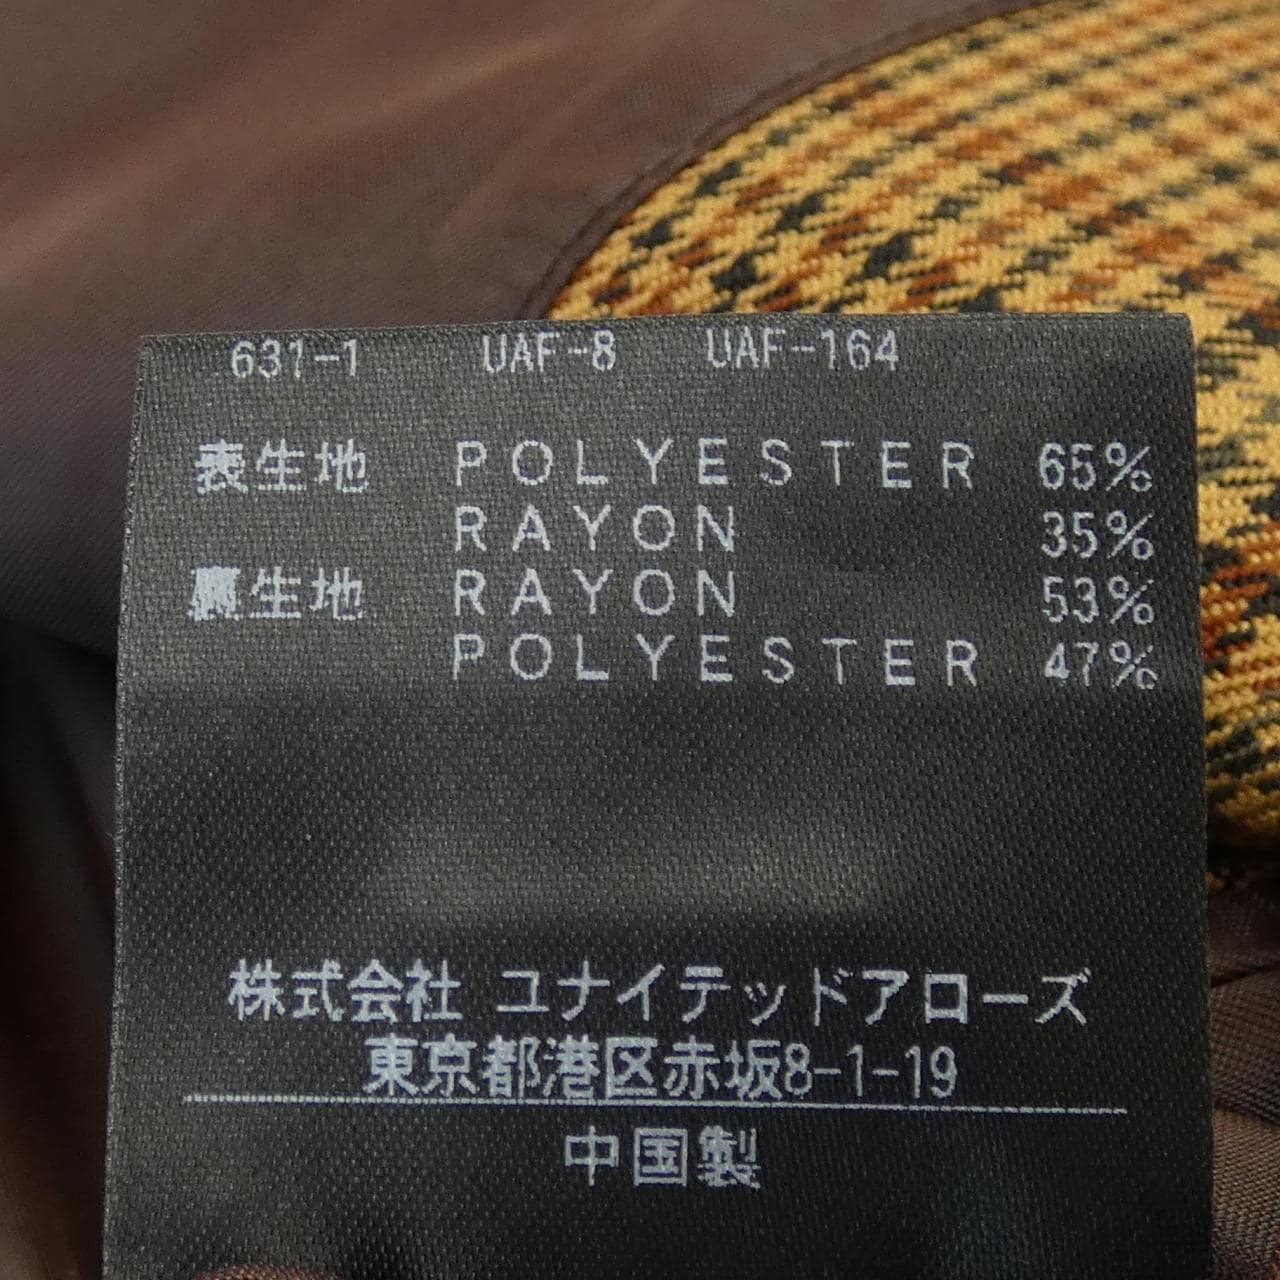 631-1 UAF-8 UAF-164
表生地 POLYESTER 65%
RAYON 35%
裏生地 RAYON 53%
POLYESTER 47%
株式会社 ユナイテッドアローズ
東京都港区赤坂8-1-19
中国製